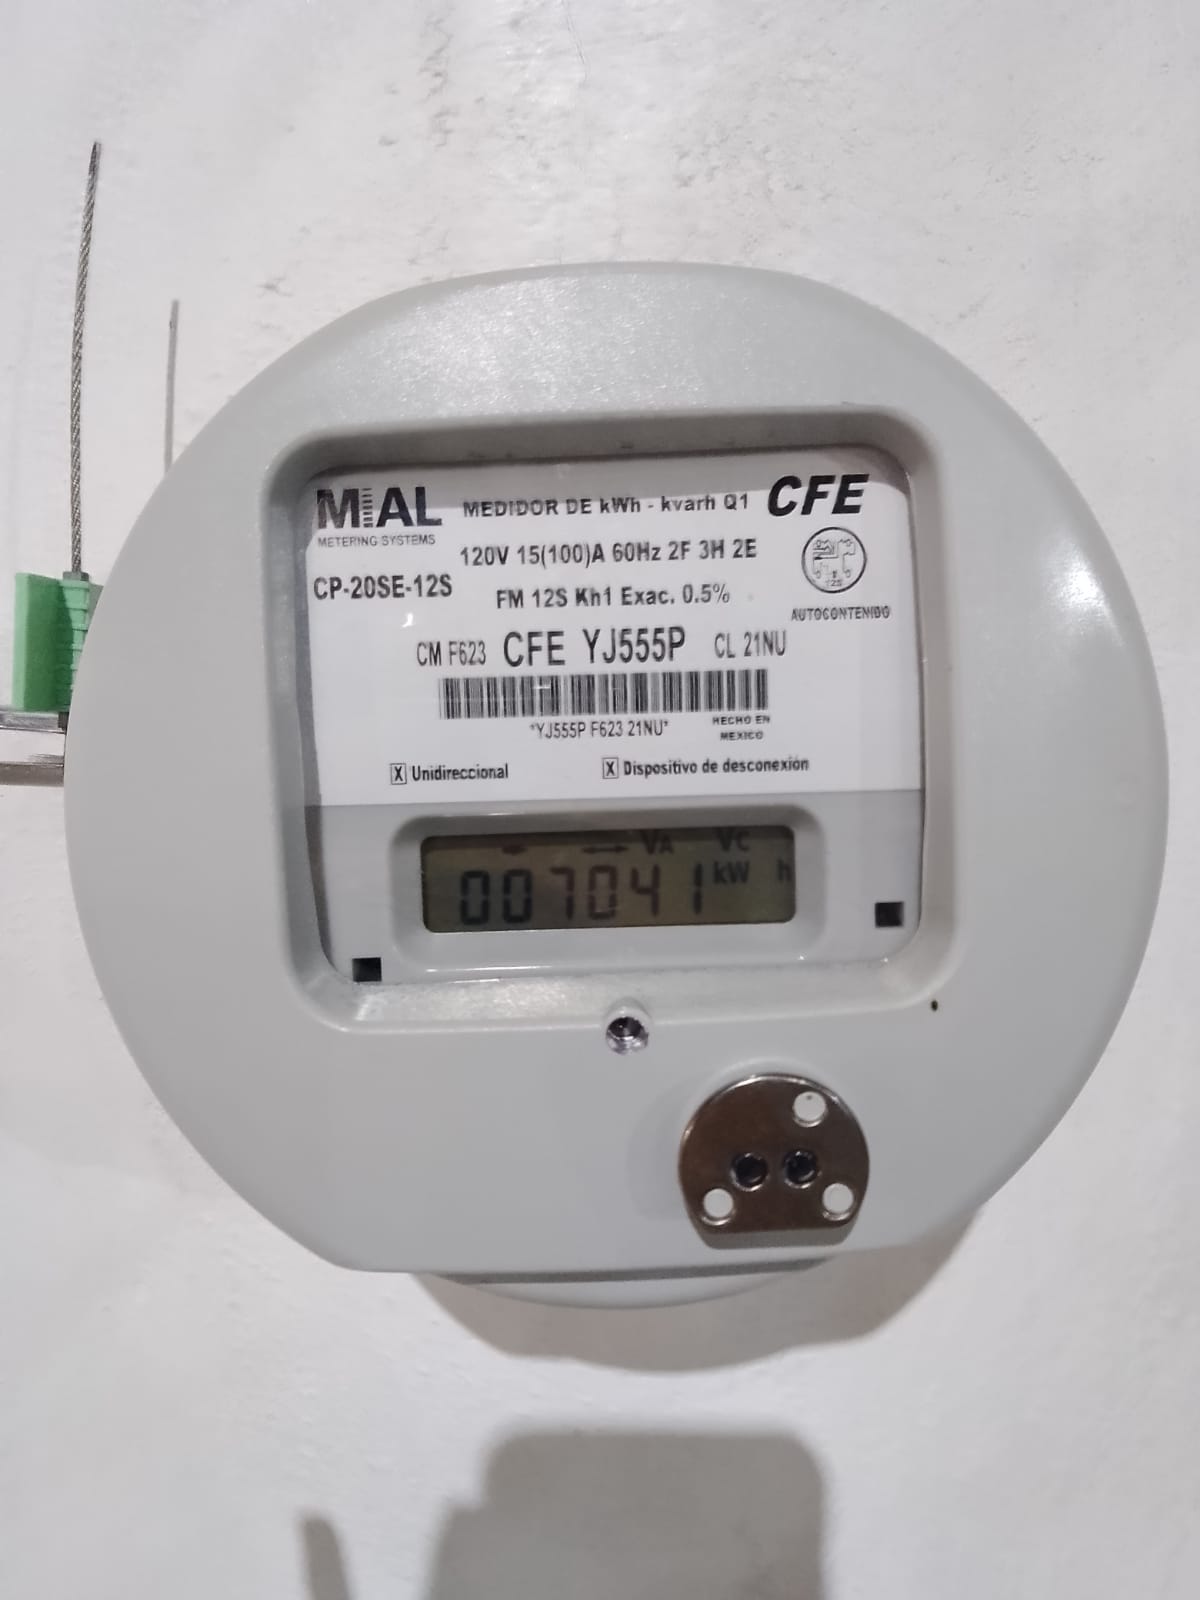 MIAL MEDIDOR DE kWh - kvarh Q1 CFE
METERING SYSTEMS
120V 15(100)A 60Hz 2F 3H 2E
CP-20SE-12S
FM 12S Kh1 Exac. 0.5%
12S
AUTOCONTENIDO
CM F623 CFE YJ555P CL 21NU
*YJ555P F623 21NU*
HECHO EN
MEXICO
X Unidireccional X Dispositivo de desconexión
VA VC
007041 kW h